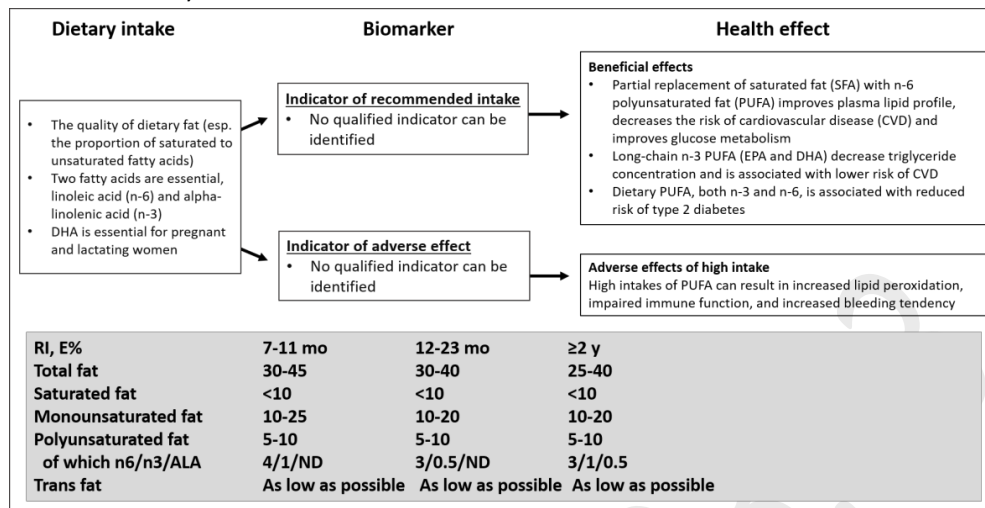 Dietary intake
Biomarker
Health effect
• The quality of dietary fat (esp.
the proportion of saturated to
unsaturated fatty acids)
• Two fatty acids are essential,
linoleic acid (n-6) and alpha-
linolenic acid (n-3)
• DHA is essential for pregnant
and lactating women
Indicator of recommended intake
• No qualified indicator can be
identified
Indicator of adverse effect
• No qualified indicator can be
identified
Beneficial effects
• Partial replacement of saturated fat (SFA) with n-6
polyunsaturated fat (PUFA) improves plasma lipid profile,
decreases the risk of cardiovascular disease (CVD) and
improves glucose metabolism
• Long-chain n-3 PUFA (EPA and DHA) decrease triglyceride
concentration and is associated with lower risk of CVD
• Dietary PUFA, both n-3 and n-6, is associated with reduced
risk of type 2 diabetes
Adverse effects of high intake
High intakes of PUFA can result in increased lipid peroxidation,
impaired immune function, and increased bleeding tendency
RI, E% 7-11 mo 12-23 mo ≥2 y
Total fat 30-45 30-40 25-40
Saturated fat <10 <10 <10
Monounsaturated fat 10-25 10-20 10-20
Polyunsaturated fat 5-10 5-10 5-10
of which n6/n3/ALA 4/1/ND 3/0.5/ND 3/1/0.5
Trans fat As low as possible As low as possible As low as possible